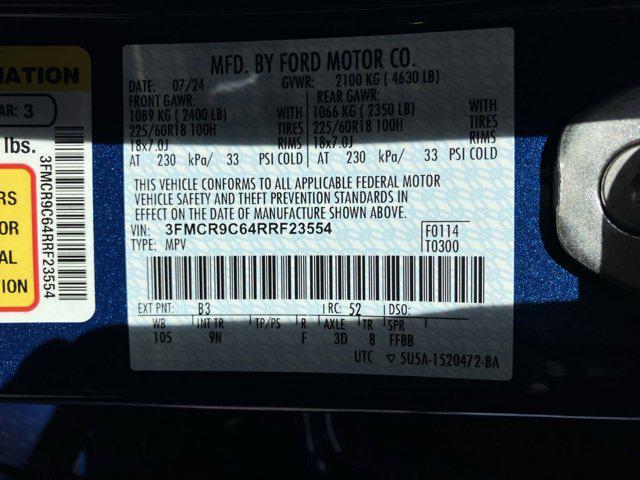 MFD. BY FORD MOTOR CO.
DATE: 07/24 GVWR: 2100 KG ( 4630 LB)
FRONT GAWR: REAR GAWR:
1089 KG ( 2400 LB) WITH 1066 KG ( 2350 LB) WITH
225/60R18 100H TIRES 225/60R18 100H TIRES
18x7.0J RIMS 18x7.0J RIMS
AT 230 kPa/ 33 PSI COLD AT 230 kPa/ 33 PSI COLD
THIS VEHICLE CONFORMS TO ALL APPLICABLE FEDERAL MOTOR
VEHICLE SAFETY AND THEFT PREVENTION STANDARDS IN
EFFECT ON THE DATE OF MANUFACTURE SHOWN ABOVE.
VIN: 3FMCR9C64RRF23554 F0114
TYPE: MPV T0300
EXT PNT: B3 RC: 52 DSO:
WB INT TR TP/PS R AXLE TR SPR
105 9N F 3D 8 FFBB
UTC ▽ 5U5A-1520472-BA
MATION
AR: 3
lbs.
3FMCR9C64RRF23554
RS
OR
AL
S